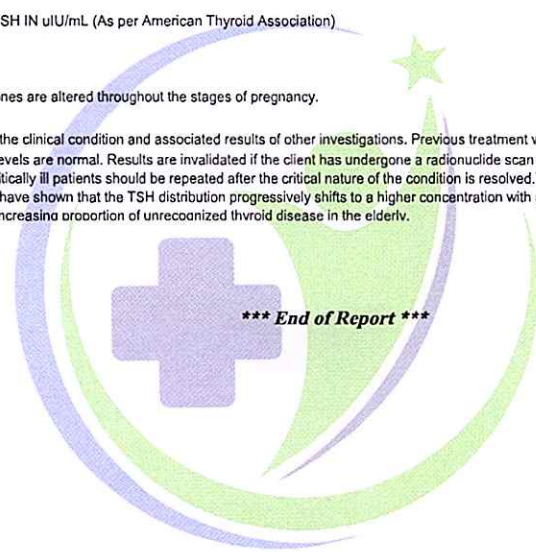 SH IN uIU/mL (As per American Thyroid Association)
nes are altered throughout the stages of pregnancy.
the clinical condition and associated results of other investigations. Previous treatment
evels are normal. Results are invalidated if the client has undergone a radionuclide scan
itically ill patients should be repeated after the critical nature of the condition is resolved.
have shown that the TSH distribution progressively shifts to a higher concentration with
ncreasing proportion of unrecognized thyroid disease in the elderly.
*** End of Report ***